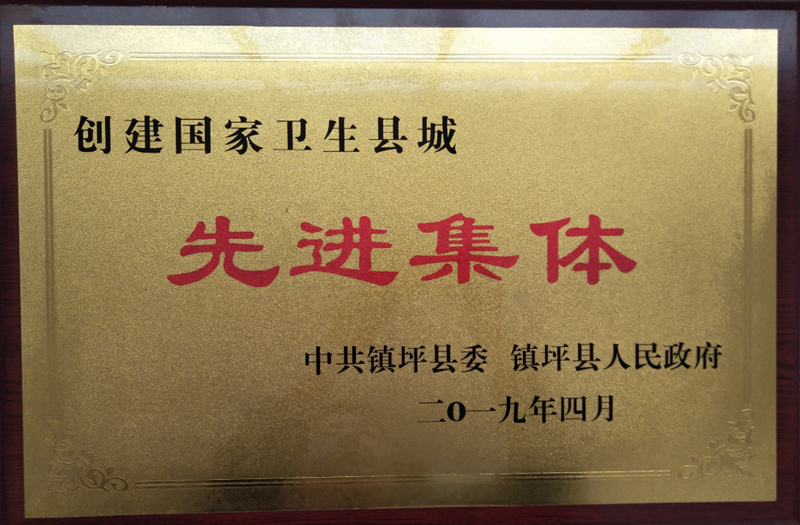 创建国家卫生县城
先进集体
中共镇坪县委 镇坪县人民政府
二0一九年四月